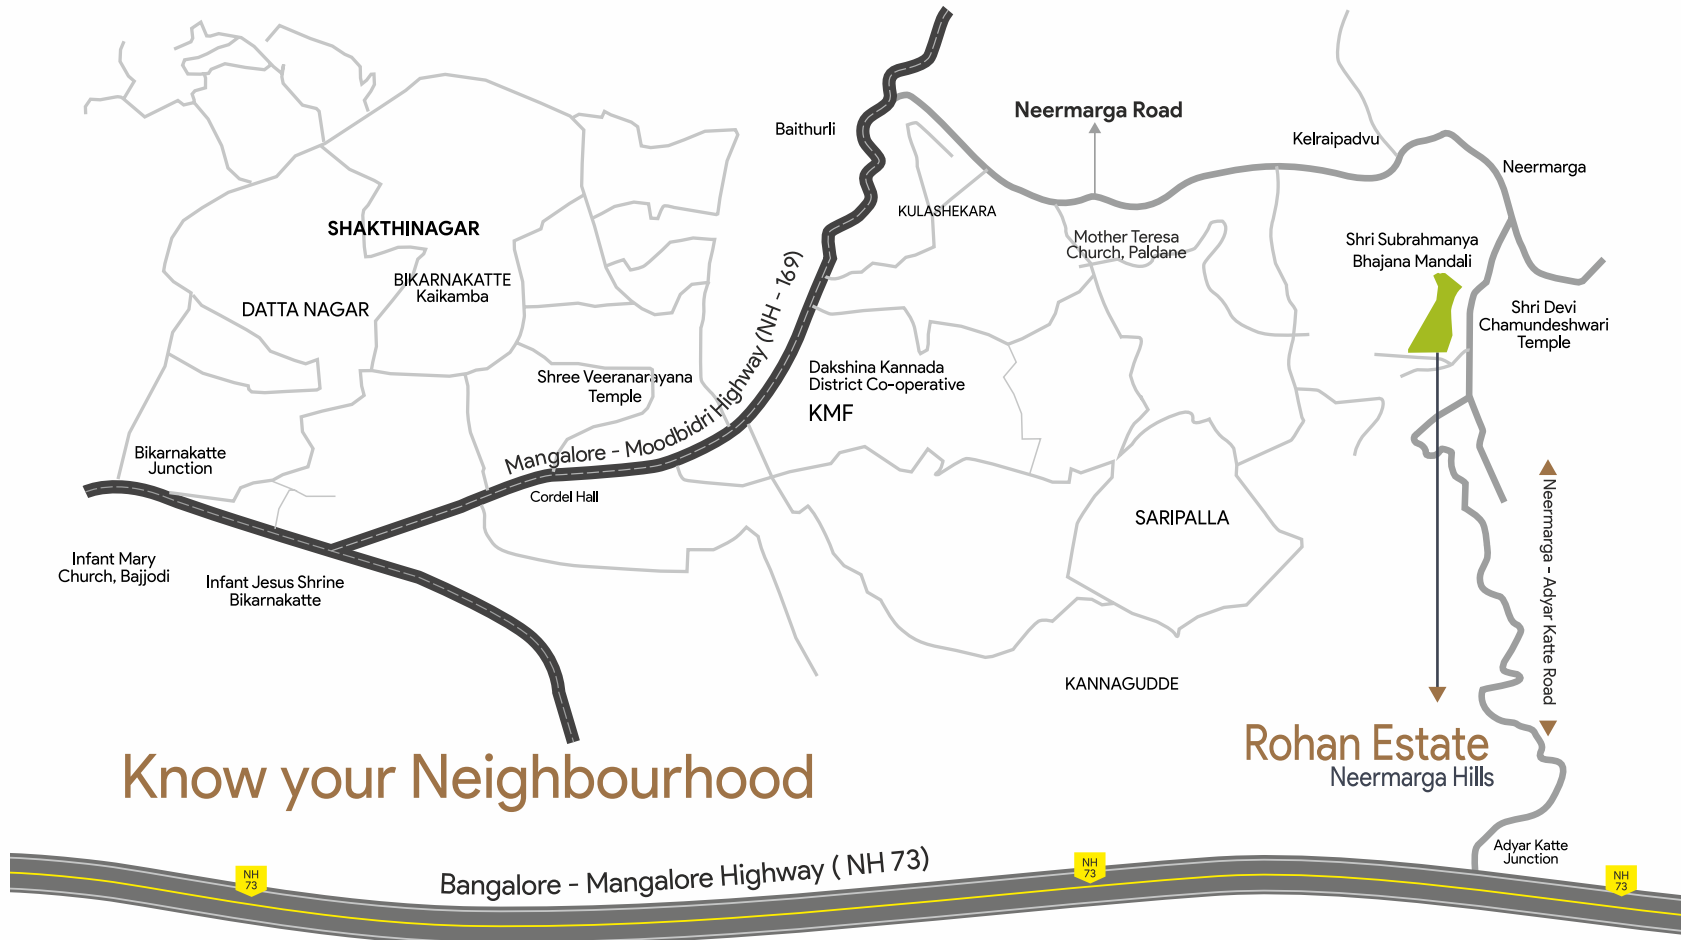 Baithurli
Neermarga Road
Kelraipadvu
Neermarga
KULASHEKARA
SHAKTHINAGAR
Mother Teresa
Church, Paldane
Shri Subrahmanya
Bhajana Mandali
BIKARNAKATTE
Kaikamba
DATTA NAGAR
Shri Devi
Chamundeshwari
Temple
Mangalore - Moodbidri Highway (NH - 169)
Shree Veeranarayana
Temple
Dakshina Kannada
District Co-operative
KMF
Bikarnakatte
Junction
Cordel Hall
SARIPALLA
Neermarga - Adyar Katte Road
Infant Mary
Church, Bajjodi
Infant Jesus Shrine
Bikarnakatte
KANNAGUDDE
Rohan Estate
Neermarga Hills
Know your Neighbourhood
Adyar Katte
Junction
Bangalore - Mangalore Highway ( NH 73)
NH
73
NH
73
NH
73